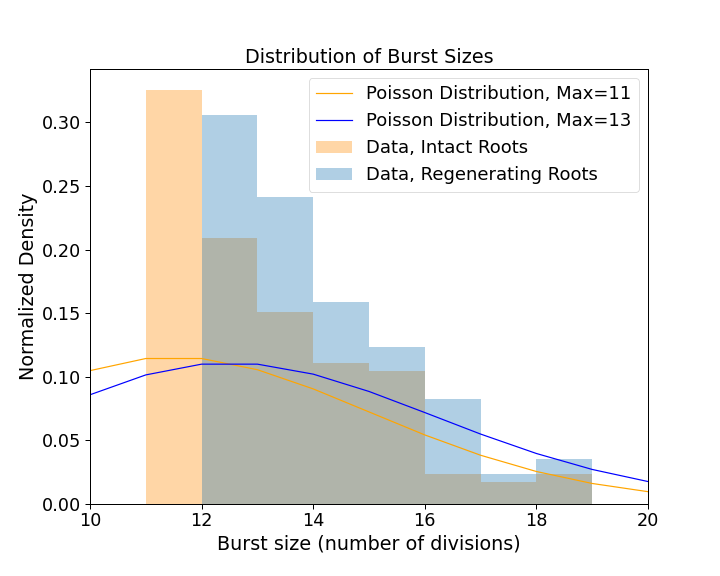 Distribution of Burst Sizes
Poisson Distribution, Max=11
Poisson Distribution, Max=13
Data, Intact Roots
Data, Regenerating Roots
Normalized Density
0.30
0.25
0.20
0.15
0.10
0.05
0.00
10 12 14 16 18 20
Burst size (number of divisions)